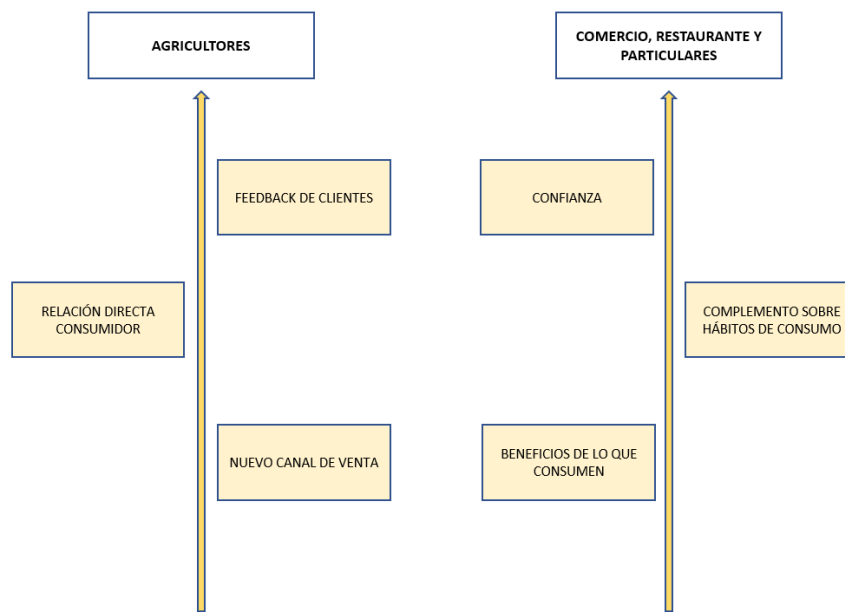 AGRICULTORES
COMERCIO, RESTAURANTE Y
PARTICULARES
FEEDBACK DE CLIENTES
CONFIANZA
RELACIÓN DIRECTA
CONSUMIDOR
COMPLEMENTO SOBRE
HÁBITOS DE CONSUMO
NUEVO CANAL DE VENTA
BENEFICIOS DE LO QUE
CONSUMEN